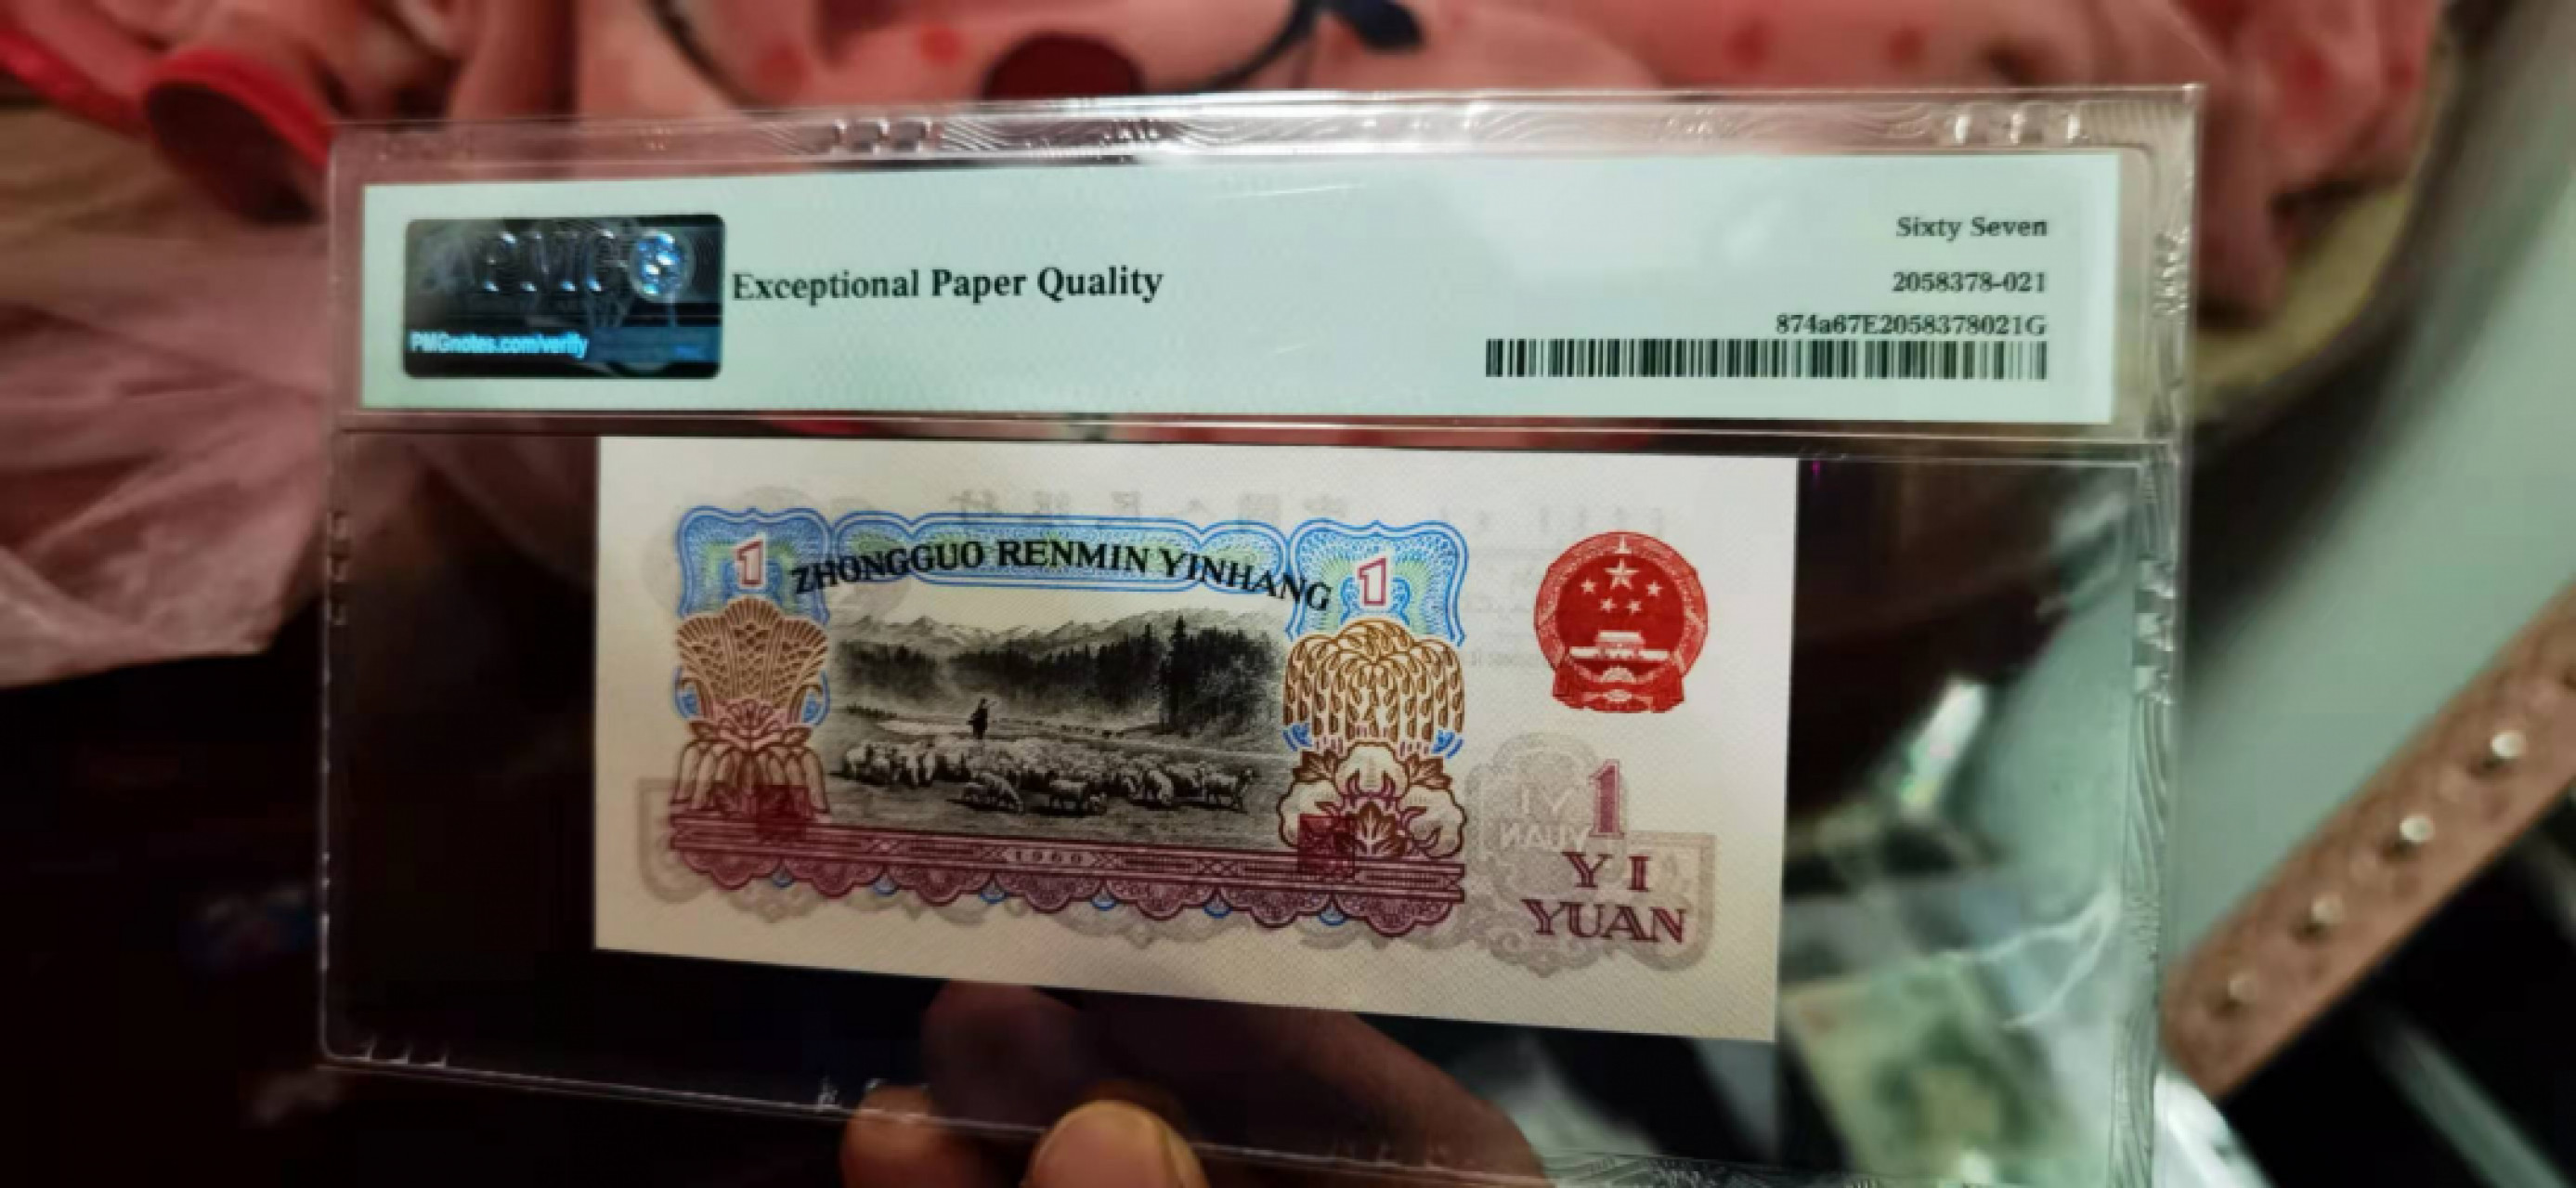 PMG
PMGnotes.com/verify
Exceptional Paper Quality
Sixty Seven
2058378-021
874a67E2058378021G
1
ZHONGGUO RENMIN YINHANG
1
1960
1
YI
YUAN